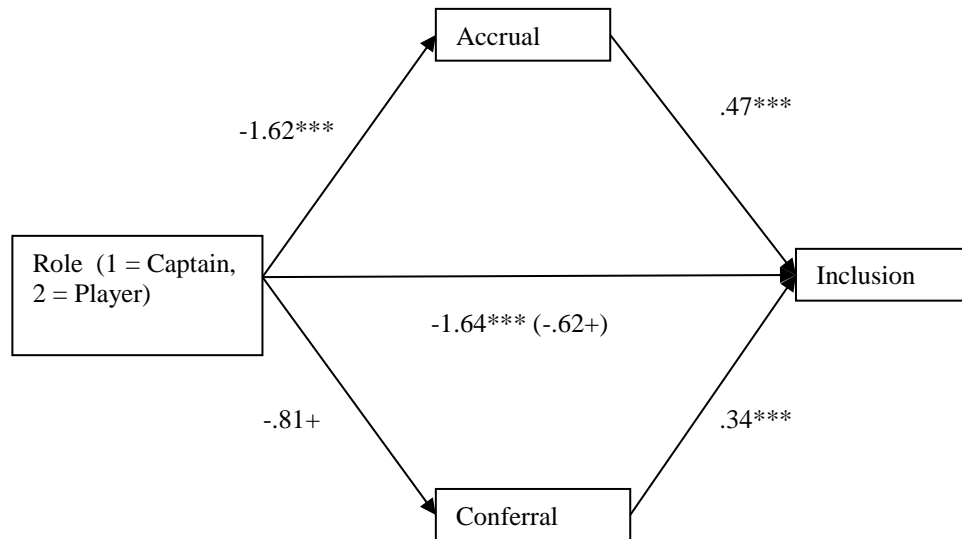 Accrual
-1.62***
.47***
Role (1 = Captain,
2 = Player)
Inclusion
-1.64*** (-.62+)
-.81+
.34***
Conferral